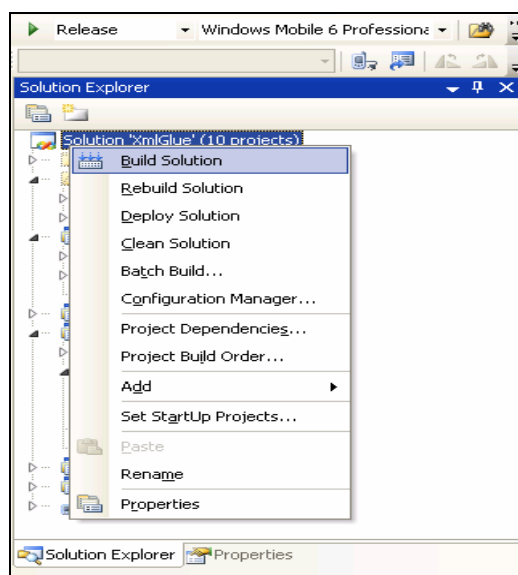 Release Windows Mobile 6 Professiona
Solution Explorer
Solution 'XmlGlue' (10 projects)
Build Solution
Rebuild Solution
Deploy Solution
Clean Solution
Batch Build...
Configuration Manager...
Project Dependencies...
Project Build Order...
Add
Set StartUp Projects...
Paste
Rename
Properties
Solution Explorer Properties